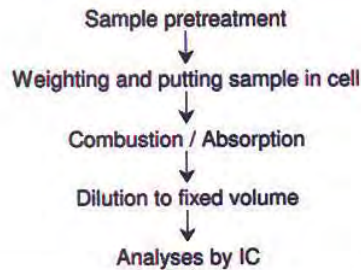 Sample pretreatment
Weighting and putting sample in cell
Combustion / Absorption
Dilution to fixed volume
Analyses by IC